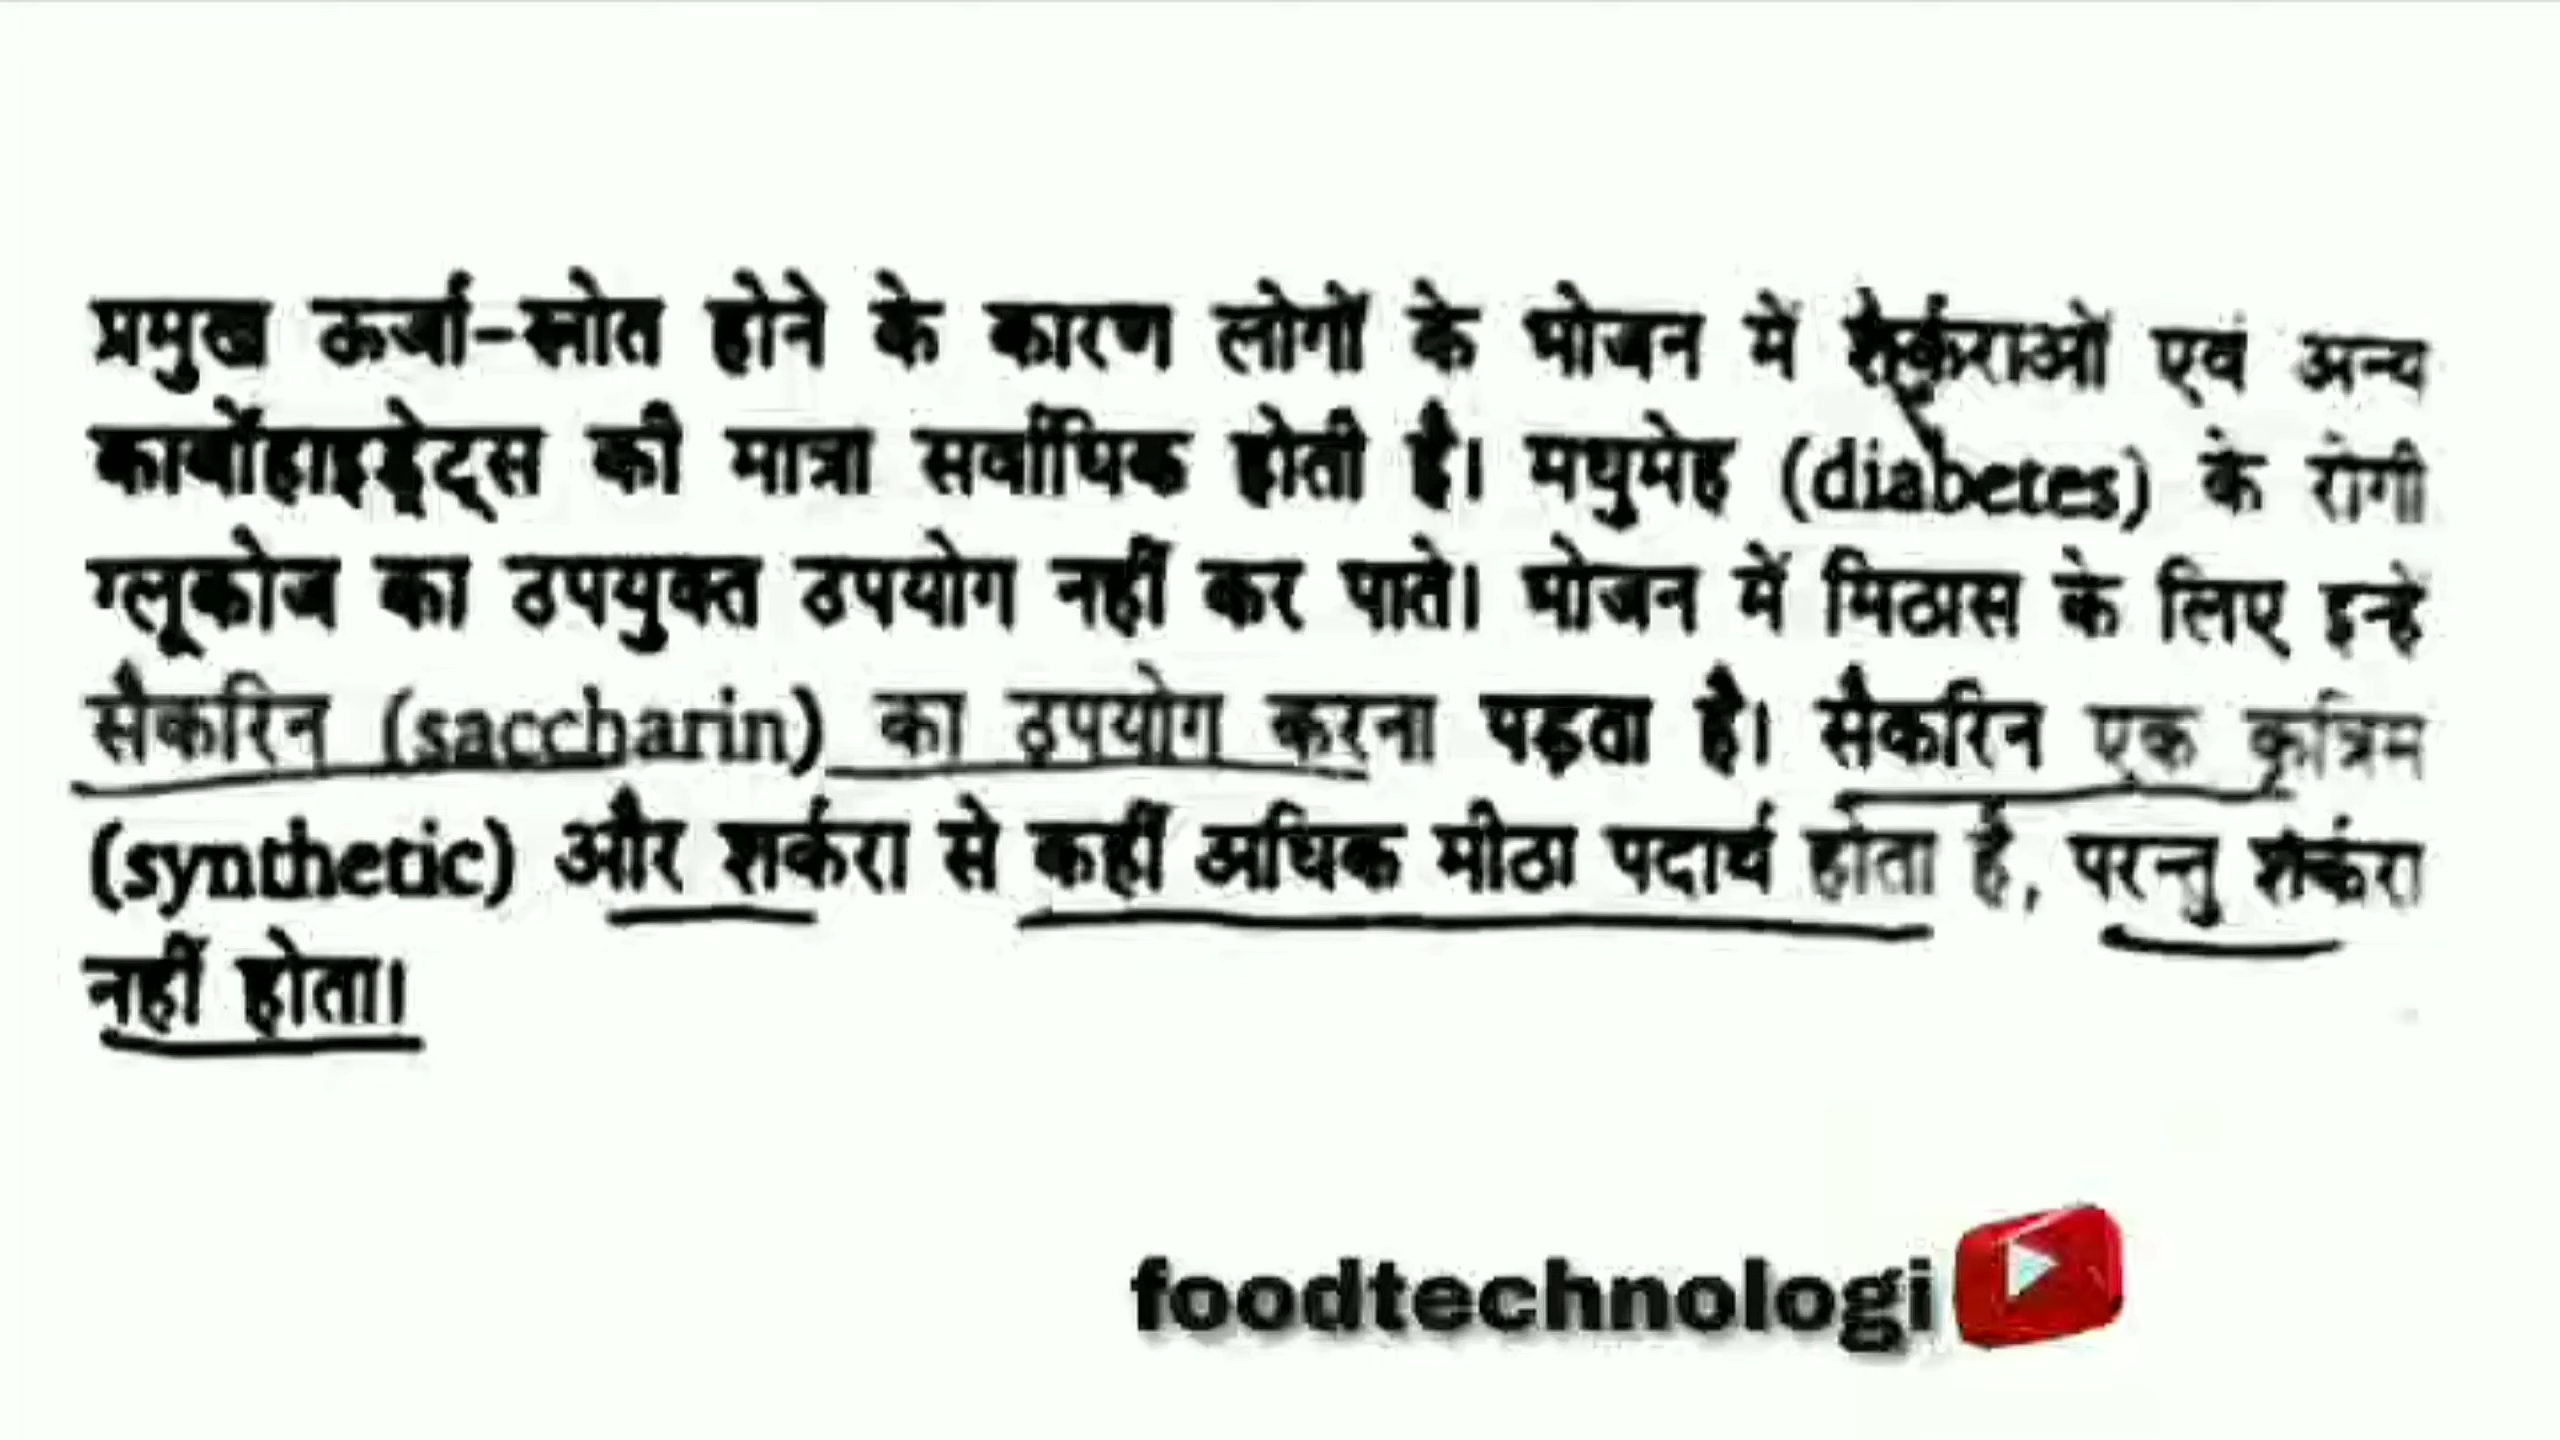 प्रमुख ऊर्जा-स्रोत होने के कारण लोगों के भोजन में शर्कराओं एवं अन्य
कार्बोहाइड्रेट्स की मात्रा सर्वाधिक होती है। मधुमेह (diabetes) के रोगी
ग्लूकोज का उपयुक्त उपयोग नहीं कर पाते। भोजन में मिठास के लिए इन्हें
सैकरिन (saccharin) का उपयोग करना पड़ता है। सैकरिन एक कृत्रिम
(synthetic) और शर्करा से कहीं अधिक मीठा पदार्थ होता है, परन्तु शर्करा
नहीं होता।
foodtechnologi